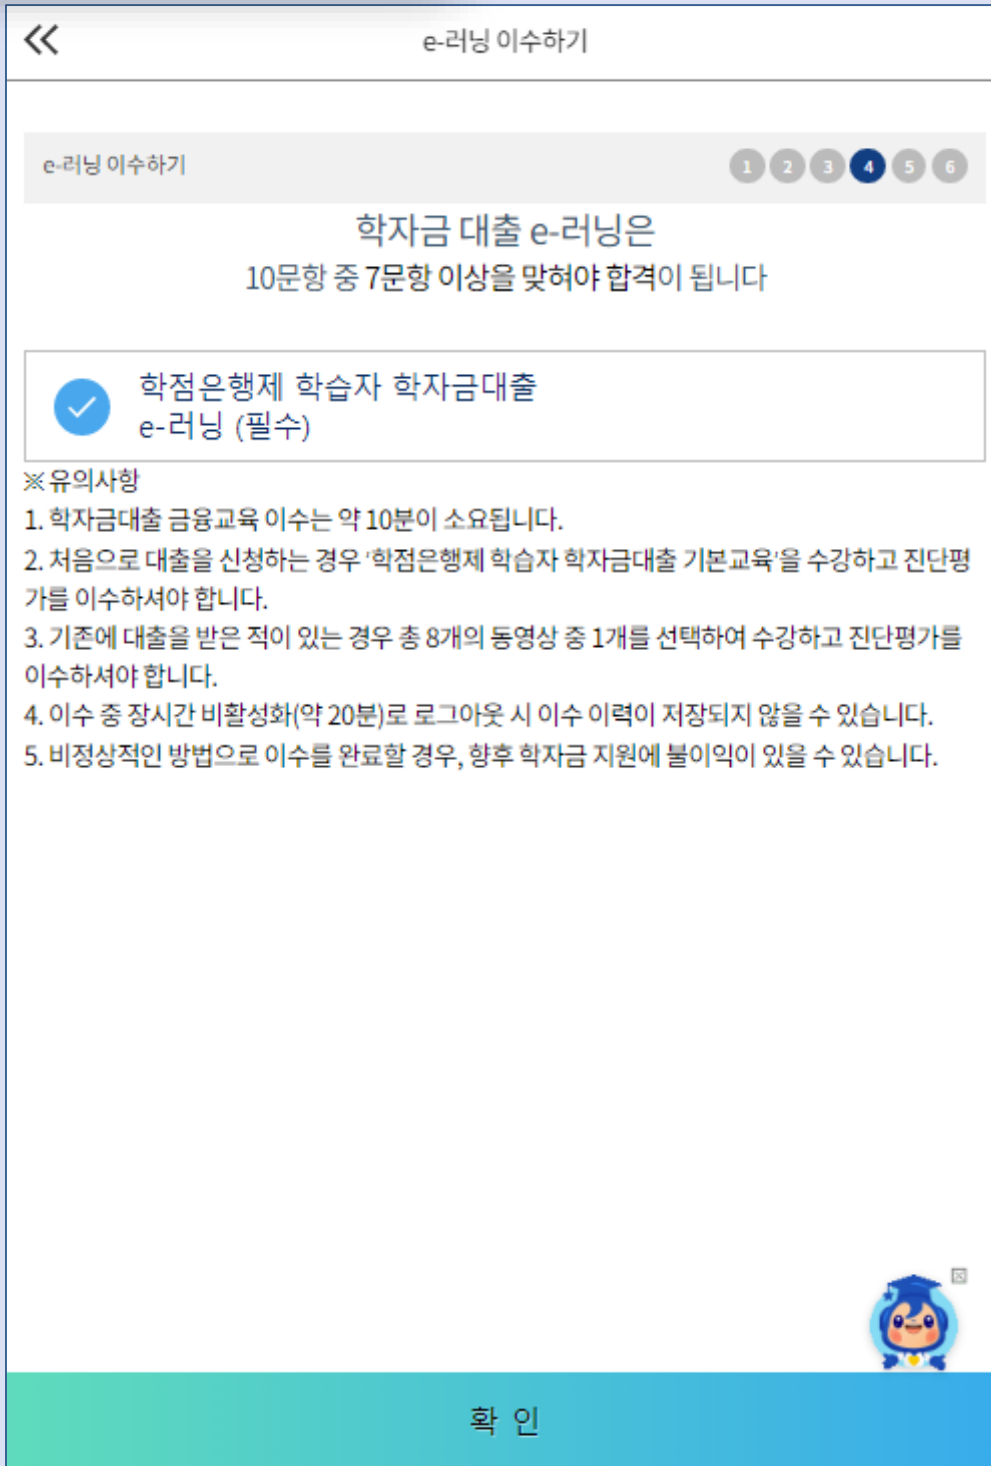 e-러닝 이수하기
e-러닝 이수하기
1 2 3 4 5 6
학자금 대출 e-러닝은
10문항 중 7문항 이상을 맞혀야 합격이 됩니다
학점은행제 학습자 학자금대출
e-러닝 (필수)
※ 유의사항
1. 학자금대출 금융교육 이수는 약 10분이 소요됩니다.
2. 처음으로 대출을 신청하는 경우 ‘학점은행제 학습자 학자금대출 기본교육’을 수강하고 진단평
가를 이수하셔야 합니다.
3. 기존에 대출을 받은 적이 있는 경우 총 8개의 동영상 중 1개를 선택하여 수강하고 진단평가를
이수하셔야 합니다.
4. 이수 중 장시간 비활성화(약 20분)로 로그아웃 시 이수 이력이 저장되지 않을 수 있습니다.
5. 비정상적인 방법으로 이수를 완료할 경우, 향후 학자금 지원에 불이익이 있을 수 있습니다.
확 인